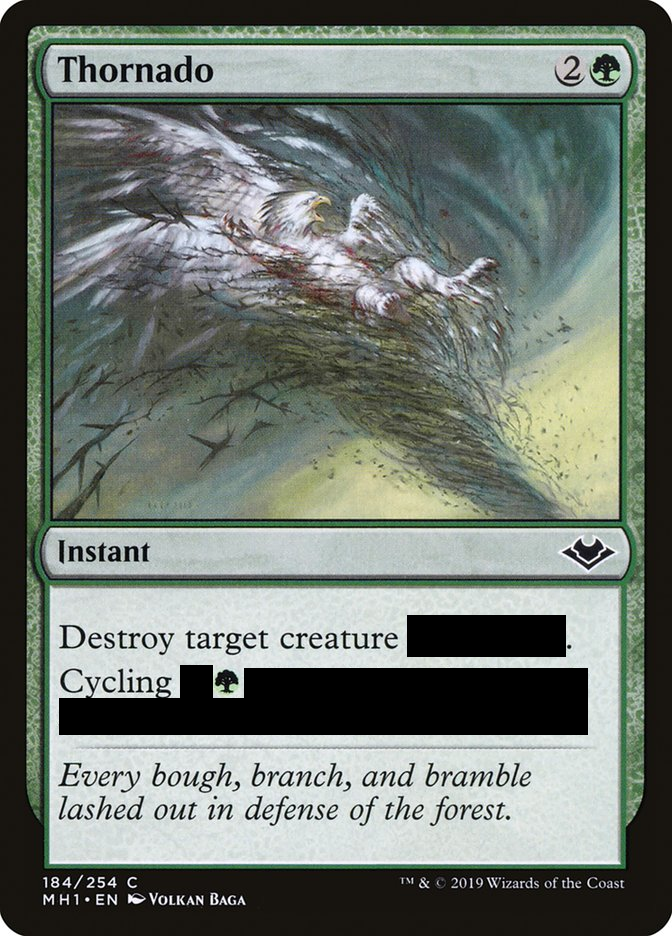 Thornado 2
Instant
Destroy target creature .
Cycling
Every bough, branch, and bramble
lashed out in defense of the forest.
184/254 C
MH1 • EN Volkan Baga
™ & © 2019 Wizards of the Coast